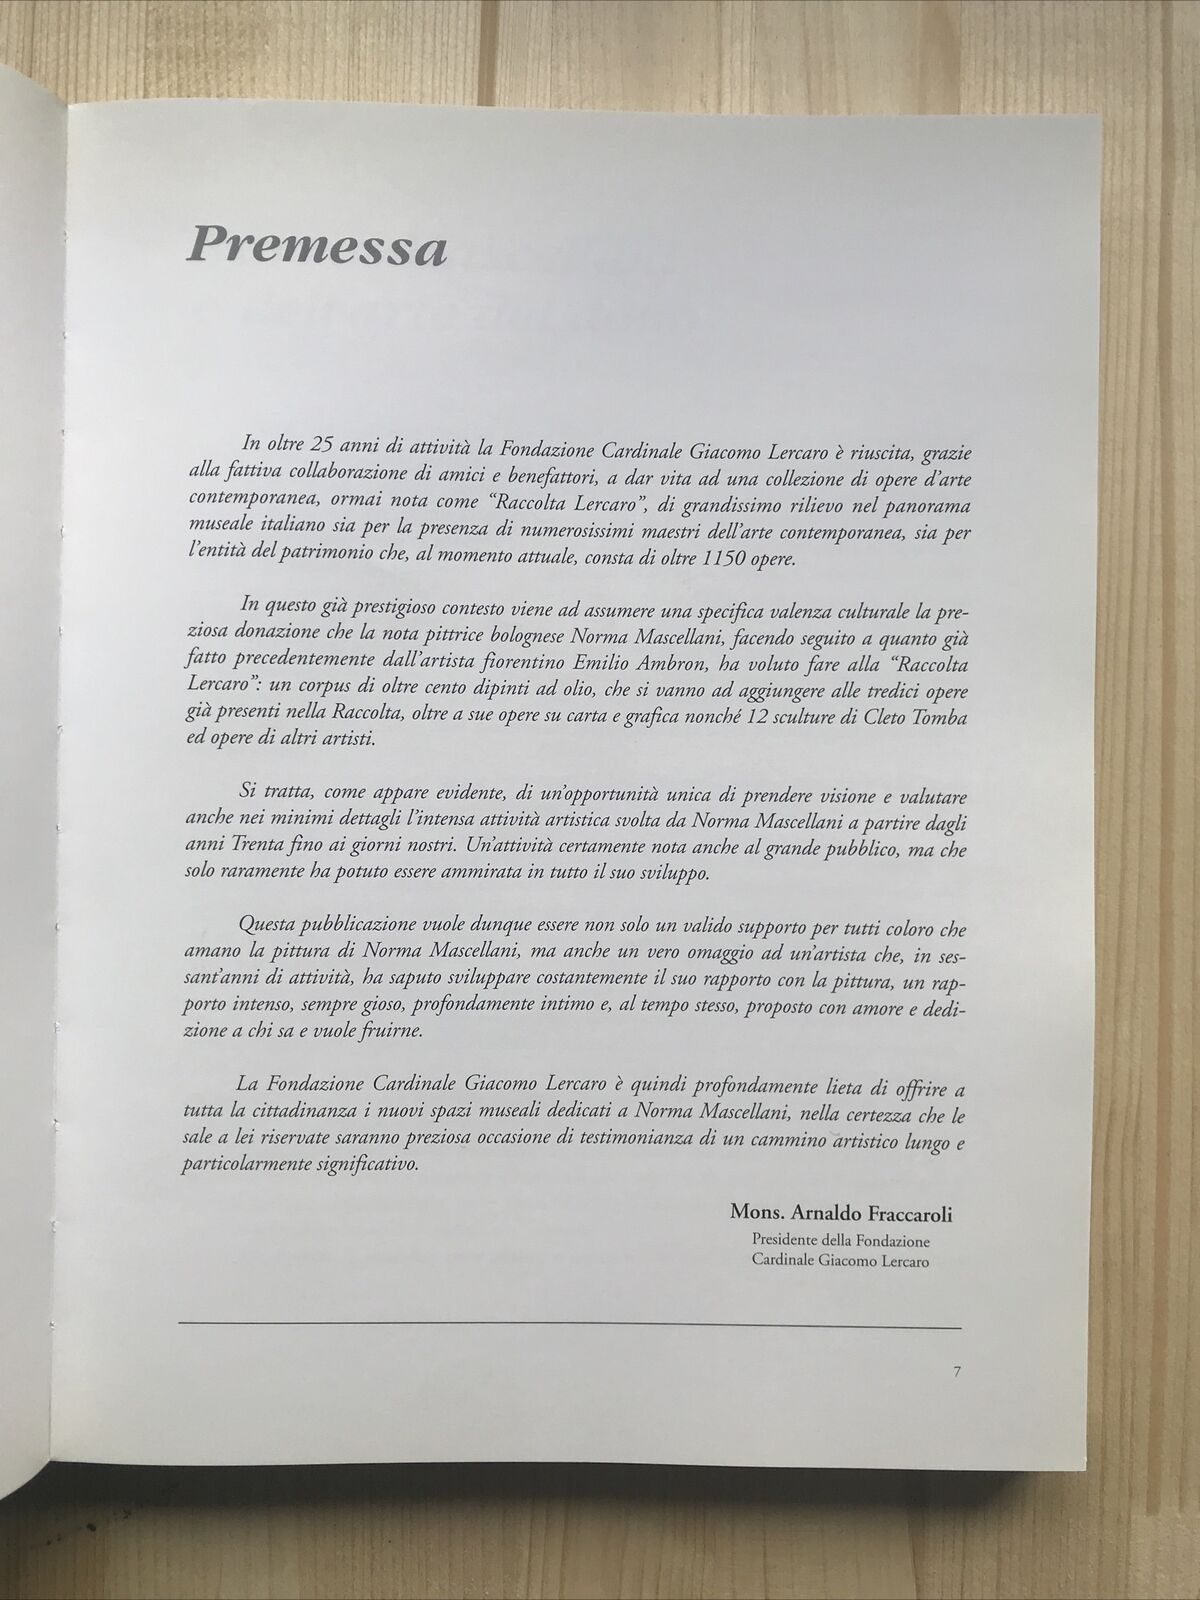 Premessa
In oltre 25 anni di attività la Fondazione Cardinale Giacomo Lercaro è riuscita, grazie
alla fattiva collaborazione di amici e benefattori, a dar vita ad una collezione di opere d'arte
contemporanea, ormai nota come “Raccolta Lercaro”, di grandissimo rilievo nel panorama
museale italiano sia per la presenza di numerosissimi maestri dell'arte contemporanea, sia per
l'entità del patrimonio che, al momento attuale, consta di oltre 1150 opere.
In questo già prestigioso contesto viene ad assumere una specifica valenza culturale la pre-
ziosa donazione che la nota pittrice bolognese Norma Mascellani, facendo seguito a quanto già
fatto precedentemente dall'artista fiorentino Emilio Ambron, ha voluto fare alla “Raccolta
Lercaro”: un corpus di oltre cento dipinti ad olio, che si vanno ad aggiungere alle tredici opere
già presenti nella Raccolta, oltre a sue opere su carta e grafica nonché 12 sculture di Cleto Tomba
ed opere di altri artisti.
Si tratta, come appare evidente, di un'opportunità unica di prendere visione e valutare
anche nei minimi dettagli l'intensa attività artistica svolta da Norma Mascellani a partire dagli
anni Trenta fino ai giorni nostri. Un'attività certamente nota anche al grande pubblico, ma che
solo raramente ha potuto essere ammirata in tutto il suo sviluppo.
Questa pubblicazione vuole dunque essere non solo un valido supporto per tutti coloro che
amano la pittura di Norma Mascellani, ma anche un vero omaggio ad un'artista che, in ses-
sant'anni di attività, ha saputo sviluppare costantemente il suo rapporto con la pittura, un rap-
porto intenso, sempre gioso, profondamente intimo e, al tempo stesso, proposto con amore e dedi-
zione a chi sa e vuole fruirne.
La Fondazione Cardinale Giacomo Lercaro è quindi profondamente lieta di offrire a
tutta la cittadinanza i nuovi spazi museali dedicati a Norma Mascellani, nella certezza che le
sale a lei riservate saranno preziosa occasione di testimonianza di un cammino artistico lungo e
particolarmente significativo.
Mons. Arnaldo Fraccaroli
Presidente della Fondazione
Cardinale Giacomo Lercaro
7